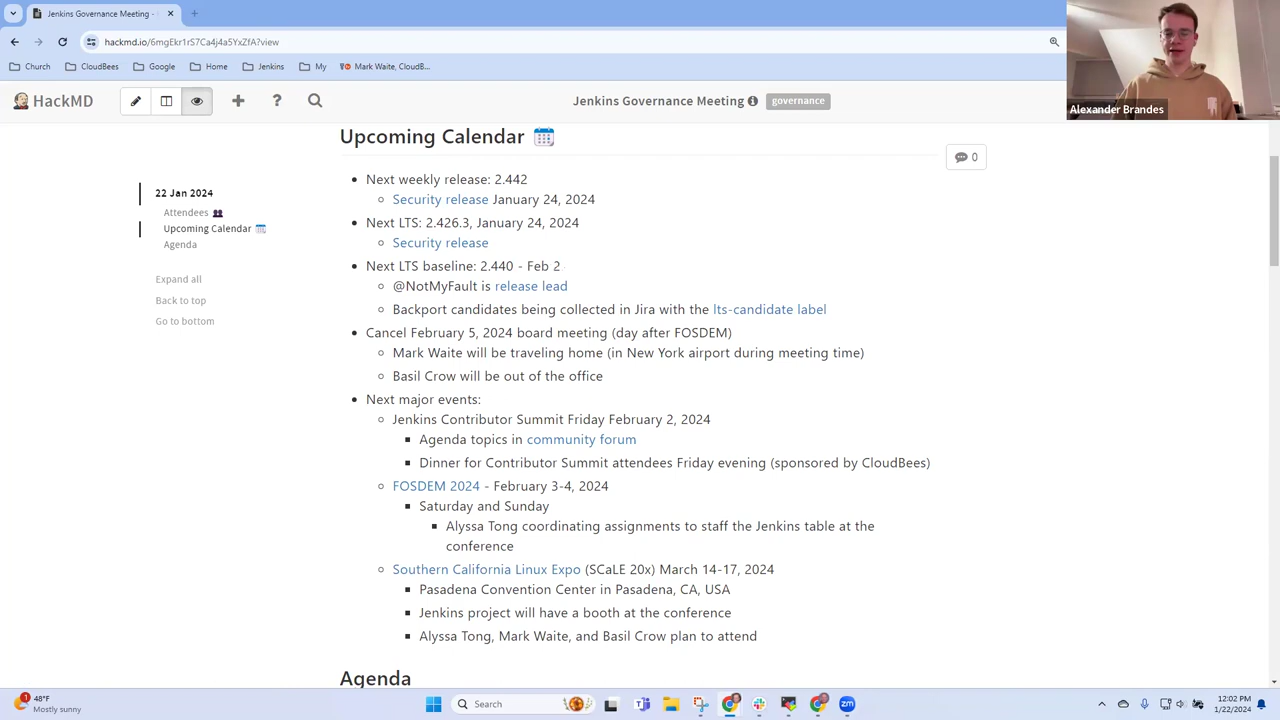 Jenkins Governance Meeting -
hackmd.io/6mgEkr1rS7Ca4j4a5YxZfA?view
Church
CloudBees
Google
Home
Jenkins
My
Mark Waite, CloudB...
Alexander Brandes
HackMD
Jenkins Governance Meeting
governance
Upcoming Calendar
0
22 Jan 2024
Attendees
Upcoming Calendar
Agenda
Expand all
Back to top
Go to bottom
Next weekly release: 2.442
Security release January 24, 2024
Next LTS: 2.426.3, January 24, 2024
Security release
Next LTS baseline: 2.440 - Feb 2
@NotMyFault is release lead
Backport candidates being collected in Jira with the lts-candidate label
Cancel February 5, 2024 board meeting (day after FOSDEM)
Mark Waite will be traveling home (in New York airport during meeting time)
Basil Crow will be out of the office
Next major events:
Jenkins Contributor Summit Friday February 2, 2024
Agenda topics in community forum
Dinner for Contributor Summit attendees Friday evening (sponsored by CloudBees)
FOSDEM 2024 - February 3-4, 2024
Saturday and Sunday
Alyssa Tong coordinating assignments to staff the Jenkins table at the
conference
Southern California Linux Expo (SCaLE 20x) March 14-17, 2024
Pasadena Convention Center in Pasadena, CA, USA
Jenkins project will have a booth at the conference
Alyssa Tong, Mark Waite, and Basil Crow plan to attend
Agenda
1
48°F
Mostly sunny
Search
zm
12:02 PM
1/22/2024